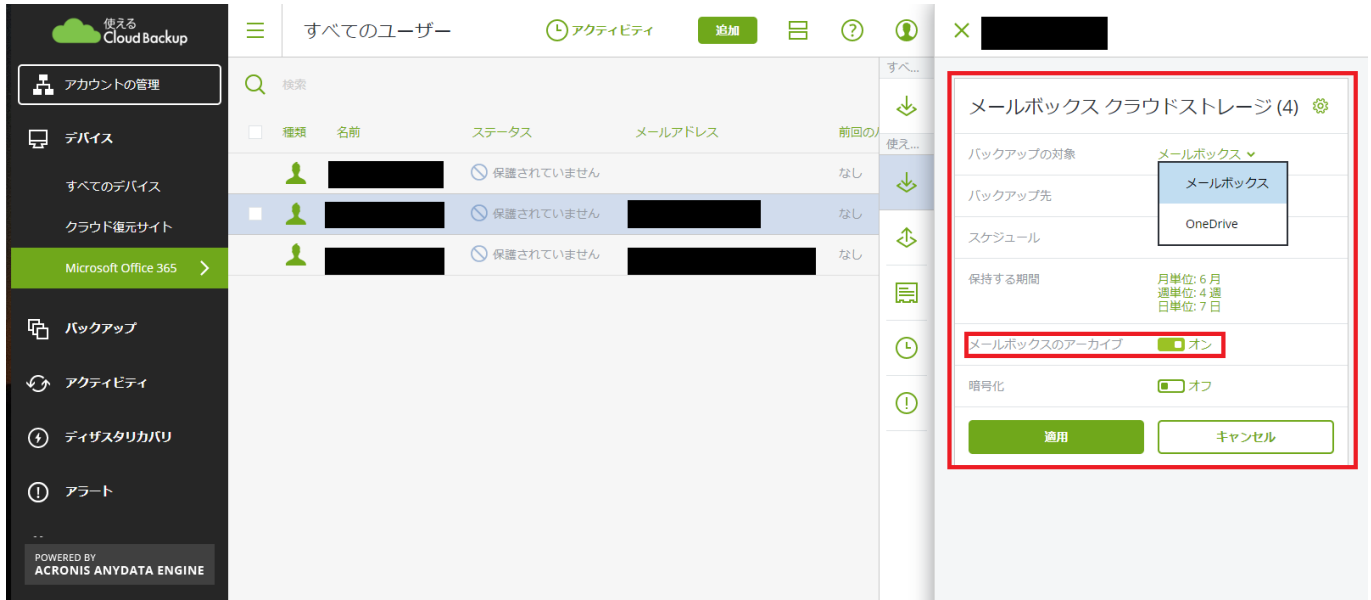 使える
Cloud Backup
アカウントの管理
デバイス
すべてのデバイス
クラウド復元サイト
Microsoft Office 365
バックアップ
アクティビティ
ディザスタリカバリ
アラート
POWERED BY
ACRONIS ANYDATA ENGINE
すべてのユーザー
アクティビティ
追加
検索
種類 名前 ステータス メールアドレス 前回の
保護されていません なし
保護されていません なし
保護されていません なし
すべ...
使え...
メールボックス クラウドストレージ (4)
バックアップの対象 メールボックス
メールボックス
OneDrive
バックアップ先
スケジュール
保持する期間 月単位: 6 月
週単位: 4 週
日単位: 7 日
メールボックスのアーカイブ オン
暗号化 オフ
適用 キャンセル